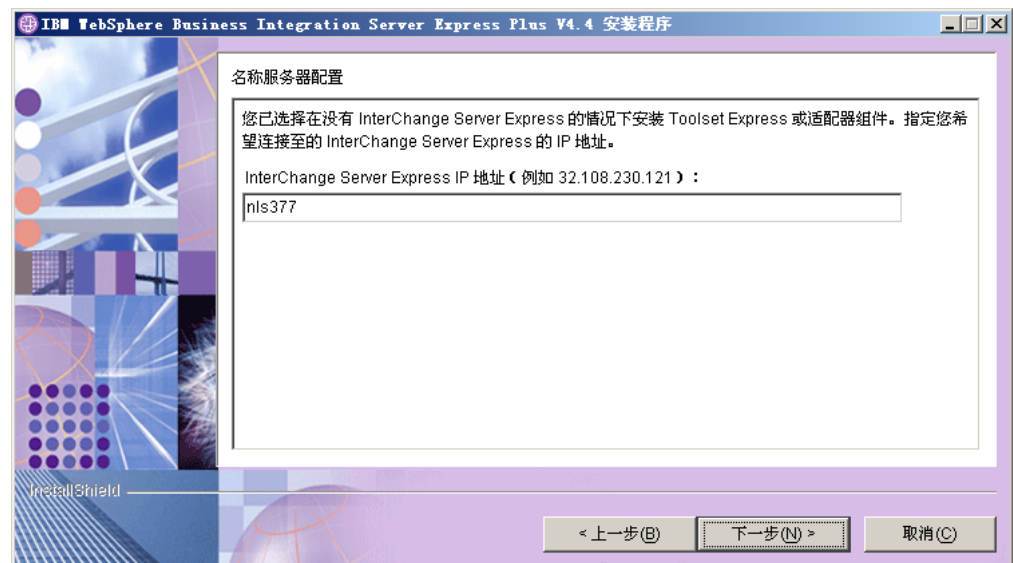 IBM WebSphere Business Integration Server Express Plus V4.4 安装程序
名称服务器配置
您已选择在没有 InterChange Server Express 的情况下安装 Toolset Express 或适配器组件。指定您希
望连接至的 InterChange Server Express 的 IP 地址。
InterChange Server Express IP 地址（例如 32.108.230.121）：
nls377
InstallShield
< 上一步(B)
下一步(N) >
取消(C)